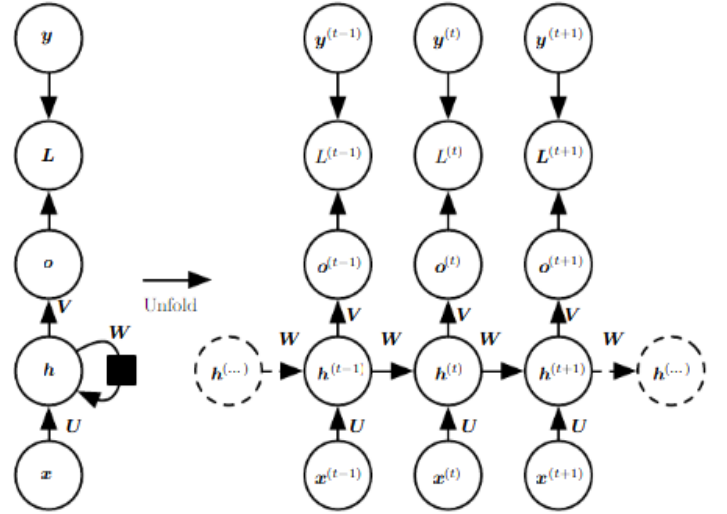 y y^{(t−1)} y^{(t)} y^{(t+1)}
L L^{(t−1)} L^{(t)} L^{(t+1)}
o o^{(t−1)} o^{(t)} o^{(t+1)}
Unfold
V V V V
W W W W W
h h^{(...)} h^{(t−1)} h^{(t)} h^{(t+1)} h^{(...)}
U U U U
x x^{(t−1)} x^{(t)} x^{(t+1)}